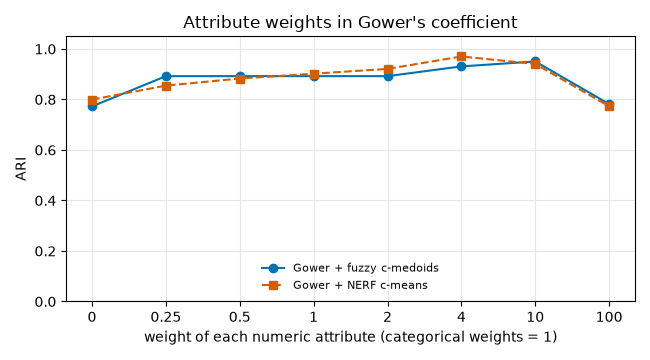 Attribute weights in Gower's coefficient
ARI
1.0
0.8
0.6
0.4
0.2
0.0
Gower + fuzzy c-medoids
Gower + NERF c-means
0 0.25 0.5 1 2 4 10 100
weight of each numeric attribute (categorical weights = 1)